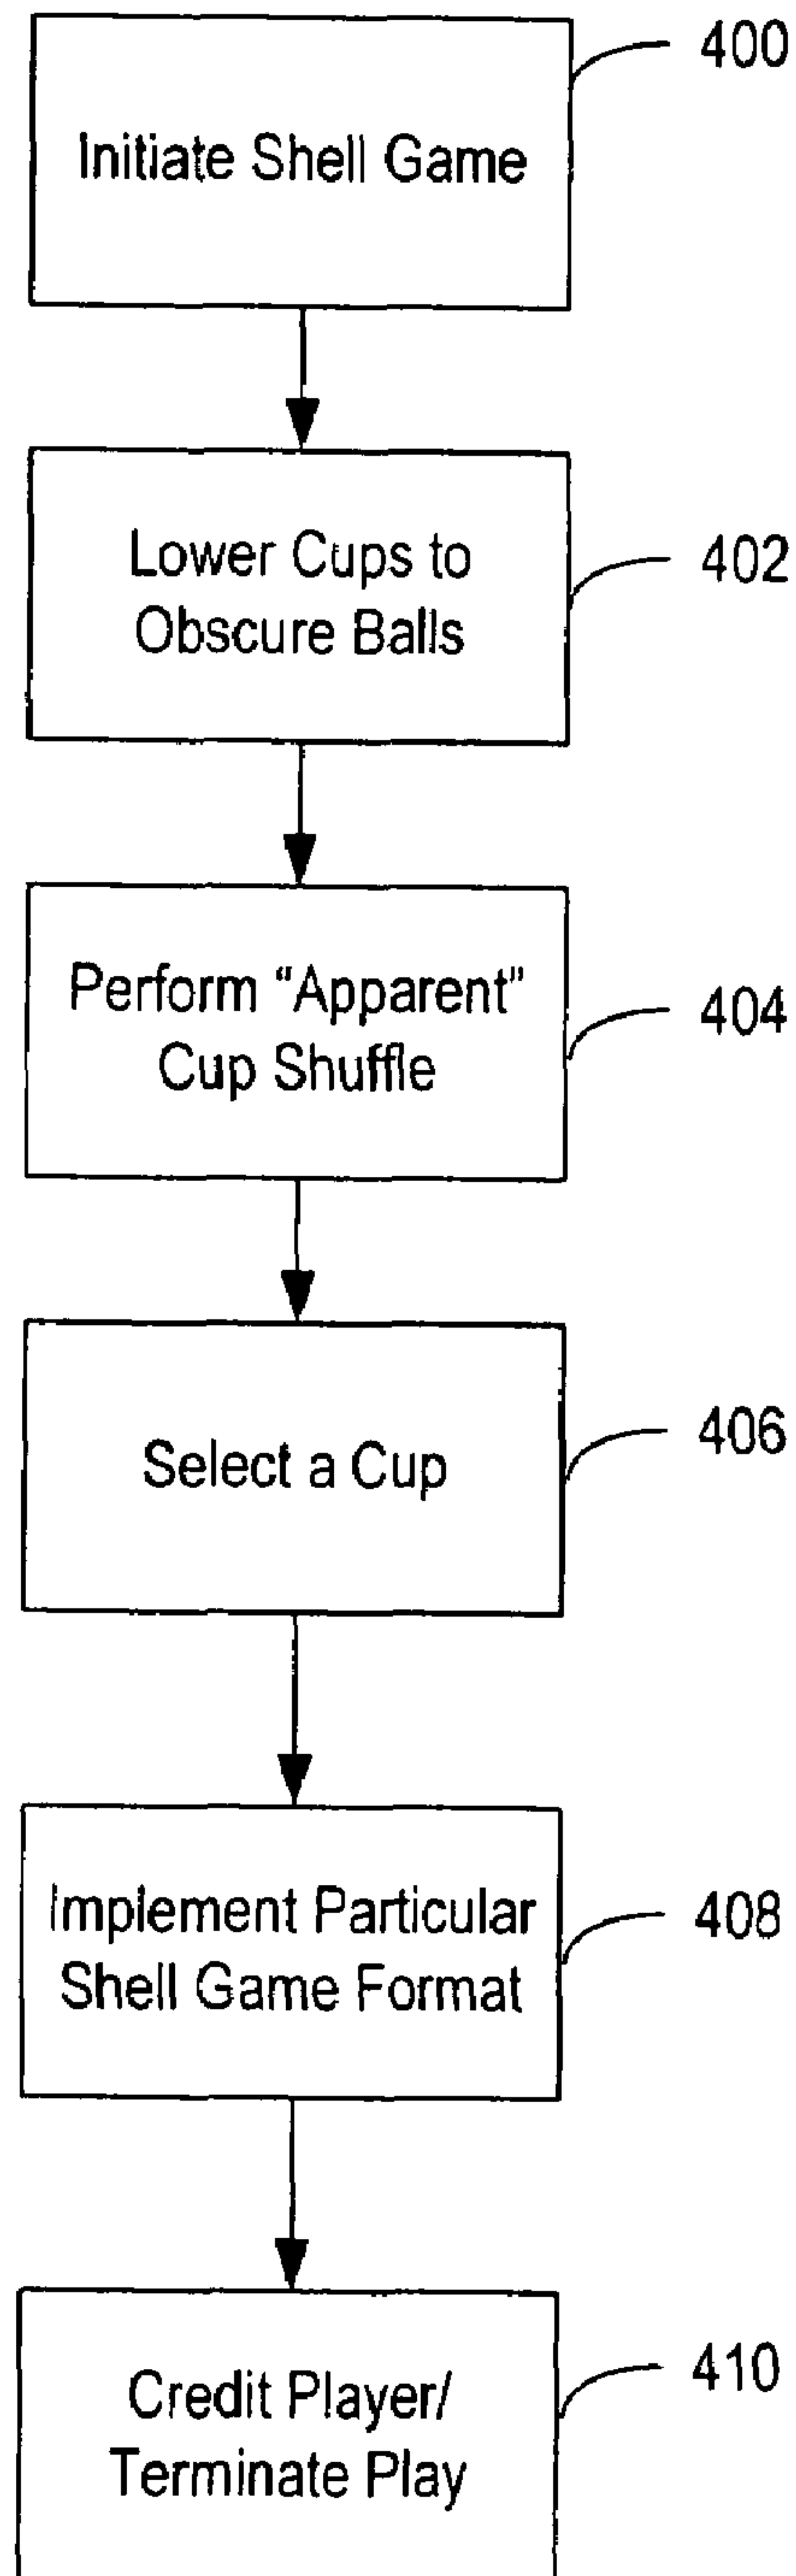 400
Initiate Shell Game
402
Lower Cups to
Obscure Balls
404
Perform “Apparent”
Cup Shuffle
406
Select a Cup
408
Implement Particular
Shell Game Format
410
Credit Player/
Terminate Play